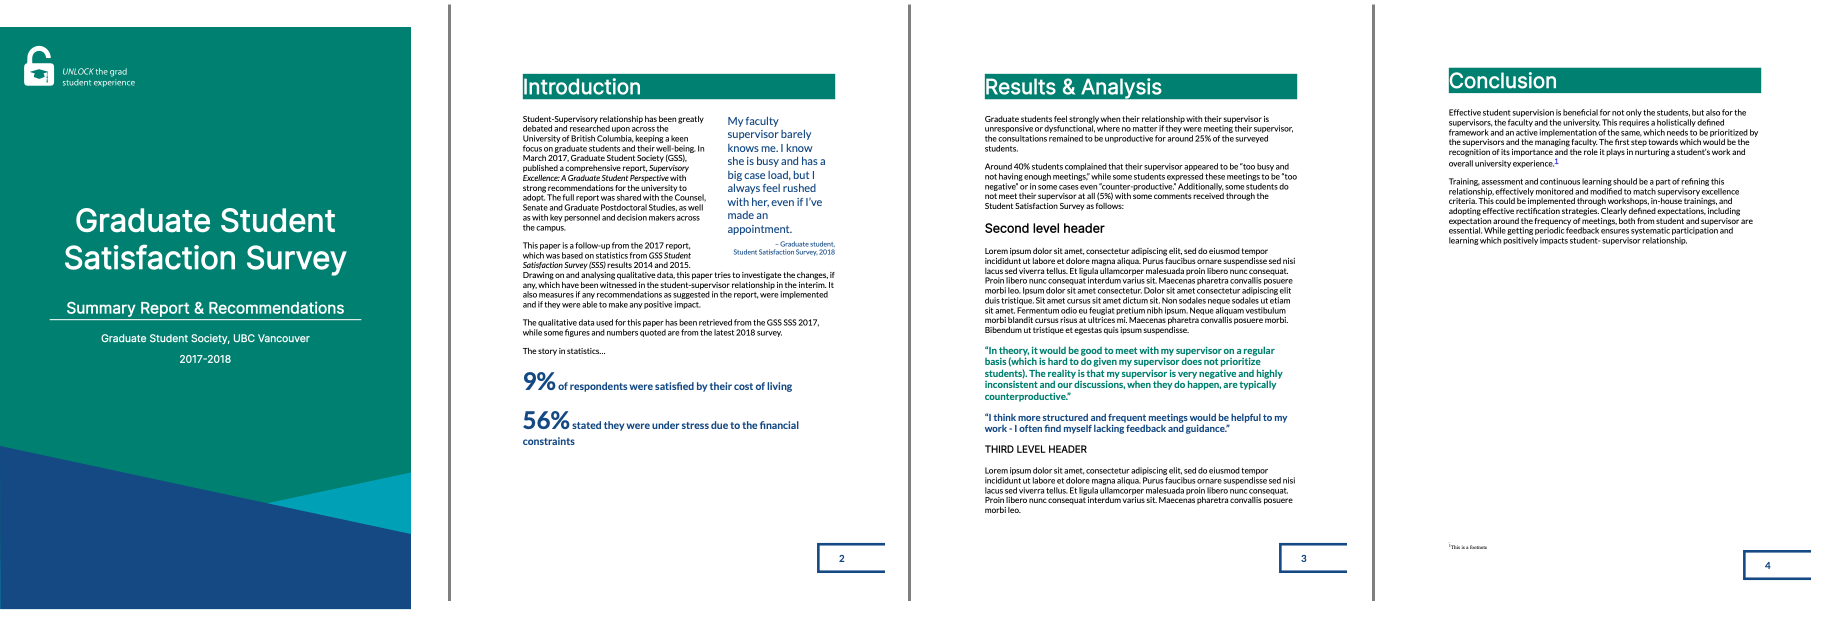 UNLOCK the grad
student experience
Graduate Student
Satisfaction Survey
Summary Report & Recommendations
Graduate Student Society, UBC Vancouver
2017-2018
Introduction
Student-Supervisory relationship has been greatly
debated and researched upon across the
University of British Columbia, keeping a keen
focus on graduate students and their well-being. In
March 2017, Graduate Student Society (GSS),
published a comprehensive report, Supervisory
Excellence: A Graduate Student Perspective with
strong recommendations for the university to
adopt. The full report was shared with the Counsel,
Senate and Graduate Postdoctoral Studies, as well
as with key personnel and decision makers across
the campus.
My faculty
supervisor barely
knows me. I know
she is busy and has a
big case load, but I
always feel rushed
with her, even if I've
made an
appointment.
– Graduate student,
Student Satisfaction Survey, 2018
This paper is a follow-up from the 2017 report,
which was based on statistics from GSS Student
Satisfaction Survey (SSS) results 2014 and 2015.
Drawing on and analysing qualitative data, this paper tries to investigate the changes, if
any, which have been witnessed in the student-supervisor relationship in the interim. It
also measures if any recommendations as suggested in the report, were implemented
and if they were able to make any positive impact.
The qualitative data used for this paper has been retrieved from the GSS SSS 2017,
while some figures and numbers quoted are from the latest 2018 survey.
The story in statistics...
9% of respondents were satisfied by their cost of living
56% stated they were under stress due to the financial
constraints
2
Results & Analysis
Graduate students feel strongly when their relationship with their supervisor is
unresponsive or dysfunctional, where no matter if they were meeting their supervisor,
the consultations remained to be unproductive for around 25% of the surveyed
students.
Around 40% students complained that their supervisor appeared to be "too busy and
not having enough meetings," while some students expressed these meetings to be "too
negative" or in some cases even "counter-productive." Additionally, some students do
not meet their supervisor at all (5%) with some comments received through the
Student Satisfaction Survey as follows:
Second level header
Lorem ipsum dolor sit amet, consectetur adipiscing elit, sed do eiusmod tempor
incididunt ut labore et dolore magna aliqua. Purus faucibus ornare suspendisse sed nisi
lacus sed viverra tellus. Et ligula ullamcorper malesuada proin libero nunc consequat.
Proin libero nunc consequat interdum varius sit. Maecenas pharetra convallis posuere
morbi leo. Ipsum dolor sit amet consectetur. Dolor sit amet consectetur adipiscing elit
duis tristique. Sit amet cursus sit amet dictum sit. Non sodales neque sodales ut etiam
sit amet. Fermentum odio eu feugiat pretium nibh ipsum. Neque aliquam vestibulum
morbi blandit cursus risus at ultrices mi. Maecenas pharetra convallis posuere morbi.
Bibendum ut tristique et egestas quis ipsum suspendisse.
"In theory, it would be good to meet with my supervisor on a regular
basis (which is hard to do given my supervisor does not prioritize
students). The reality is that my supervisor is very negative and highly
inconsistent and our discussions, when they do happen, are typically
counterproductive."
"I think more structured and frequent meetings would be helpful to my
work - I often find myself lacking feedback and guidance."
THIRD LEVEL HEADER
Lorem ipsum dolor sit amet, consectetur adipiscing elit, sed do eiusmod tempor
incididunt ut labore et dolore magna aliqua. Purus faucibus ornare suspendisse sed nisi
lacus sed viverra tellus. Et ligula ullamcorper malesuada proin libero nunc consequat.
Proin libero nunc consequat interdum varius sit. Maecenas pharetra convallis posuere
morbi leo.
3
Conclusion
Effective student supervision is beneficial for not only the students, but also for the
supervisors, the faculty and the university. This requires a holistically defined
framework and an active implementation of the same, which needs to be prioritized by
the supervisors and the managing faculty. The first step towards which would be the
recognition of its importance and the role it plays in nurturing a student's work and
overall university experience.1
Training, assessment and continuous learning should be a part of refining this
relationship, effectively monitored and modified to match supervisory excellence
criteria. This could be implemented through workshops, in-house trainings, and
adopting effective rectification strategies. Clearly defined expectations, including
expectation around the frequency of meetings, both from student and supervisor are
essential. While getting periodic feedback ensures systematic participation and
learning which positively impacts student- supervisor relationship.
1This is a footnote
4